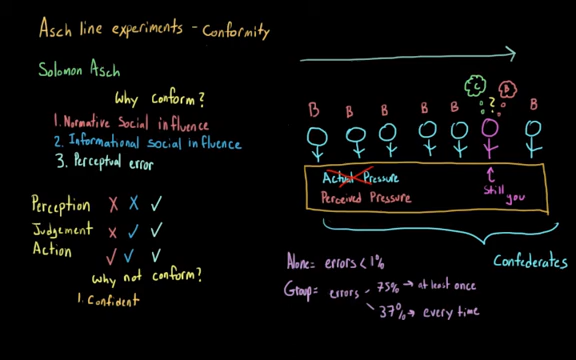 Asch line experiments - Conformity
Solomon Asch
Why conform?
1. Normative Social influence
2. Informational social influence
3. Perceptual error
Perception X X ✓
Judgement X ✓ ✓
Action ✓ ✓ ✓
Why not conform?
1. Confident
C B
?
B B B B B B
Actual Pressure
Perceived Pressure
Still you
Confederates
Alone = errors < 1%
Group = errors
75% → at least once
37% → every time